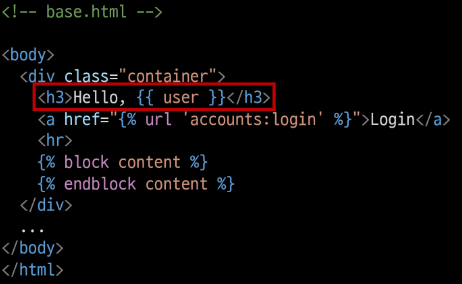 <!-- base.html -->
<body>
<div class="container">
<h3>Hello, {{ user }}</h3>
<a href="{% url 'accounts:login' %}">Login</a>
<hr>
{% block content %}
{% endblock content %}
</div>
...
</body>
</html>